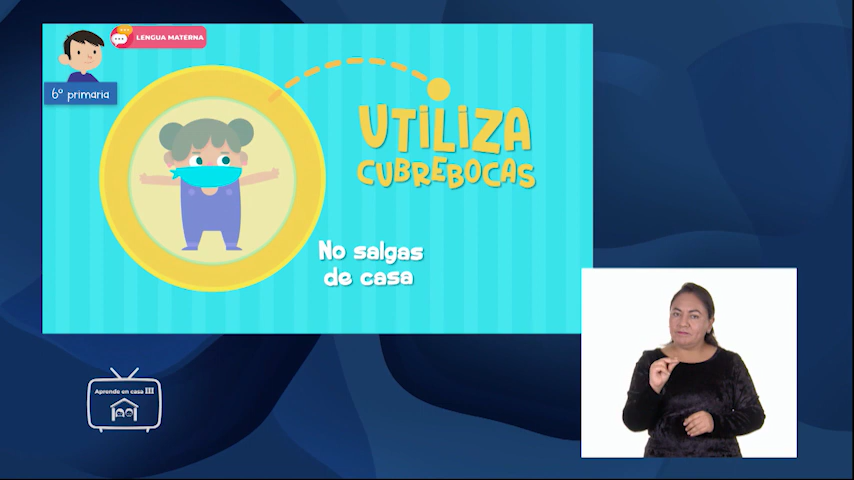 LENGUA MATERNA
6º primaria
UTILIZA
CUBREBOCAS
No salgas
de casa
Aprende en casa III